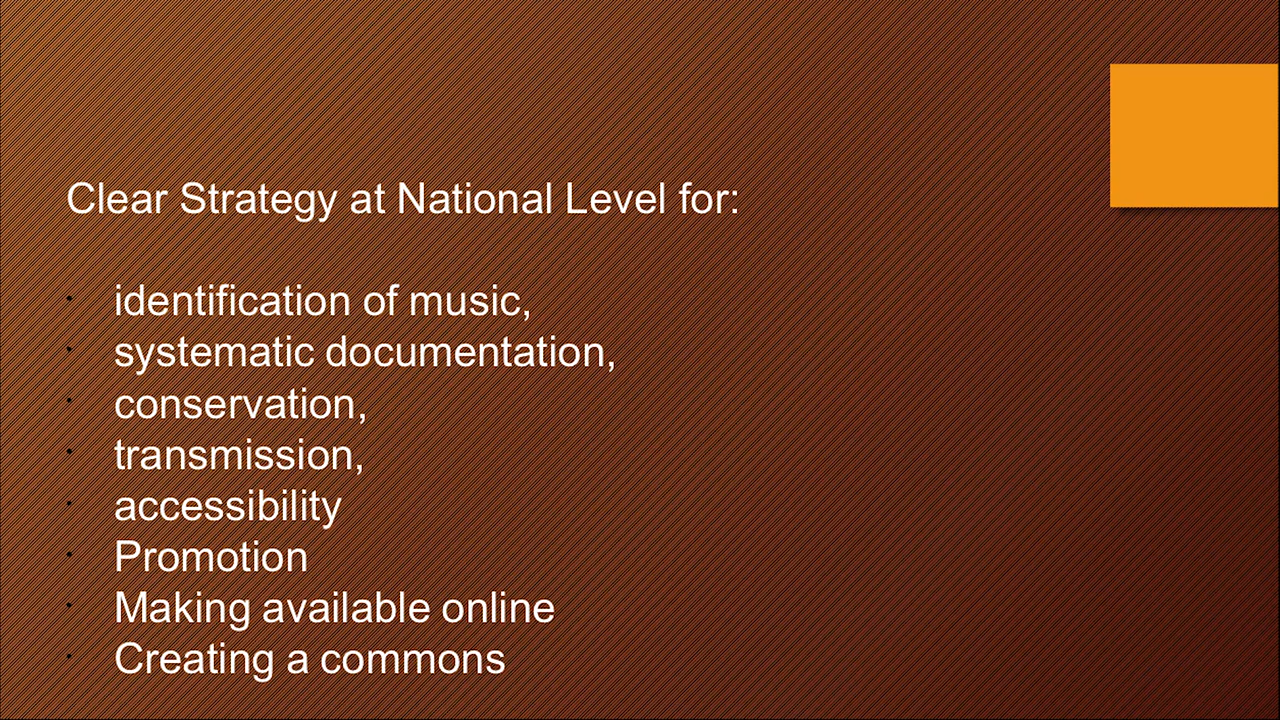 Clear Strategy at National Level for:
· identification of music,
· systematic documentation,
· conservation,
· transmission,
· accessibility
· Promotion
· Making available online
· Creating a commons